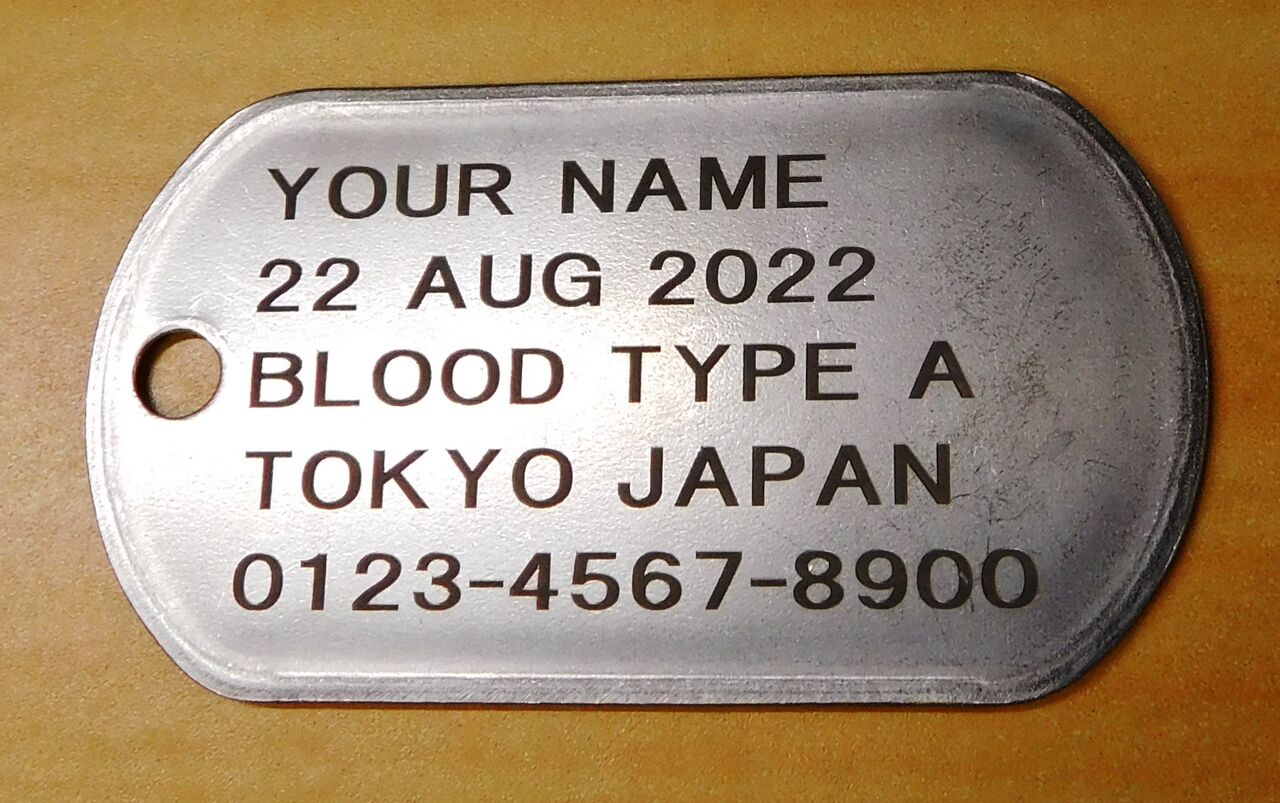 YOUR NAME
22 AUG 2022
BLOOD TYPE A
TOKYO JAPAN
0123-4567-8900